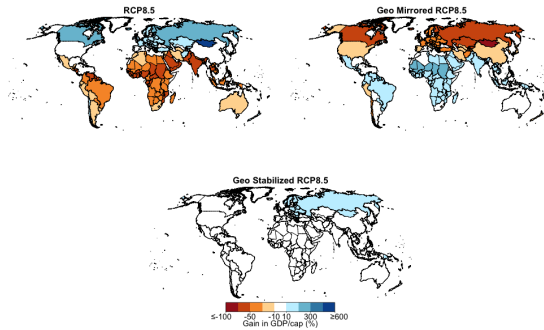 RCP8.5
Geo Mirrored RCP8.5
Geo Stabilized RCP8.5
≤-100 -50 -10 10 300 ≥600
Gain in GDP/cap (%)